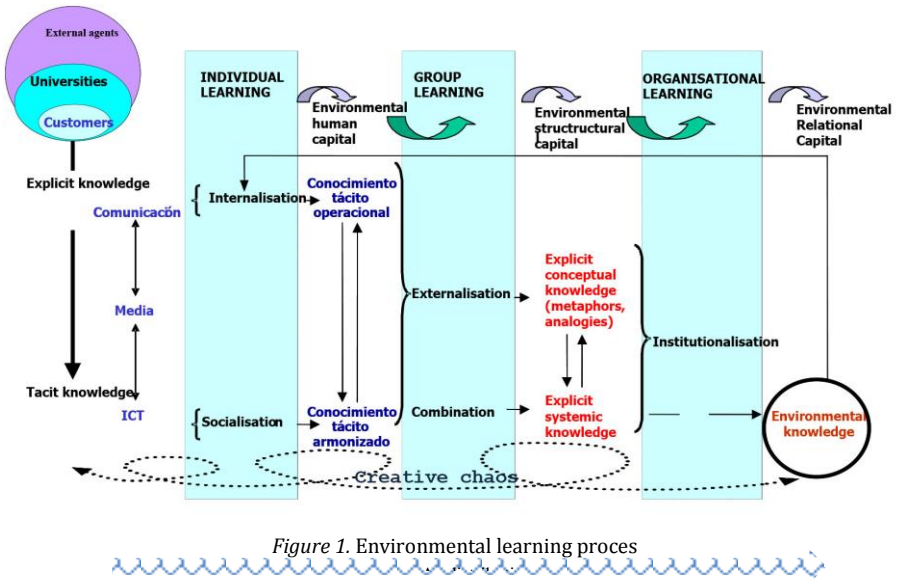 External agents
Universities
Customers
Explicit knowledge
Comunicación
Media
Tacit knowledge
ICT
INDIVIDUAL
LEARNING
Environmental
human
capital
GROUP
LEARNING
Environmental
structructural
capital
ORGANISATIONAL
LEARNING
Environmental
Relational
Capital
Internalisation
Conocimiento
tácito
operacional
Externalisation
Explicit
conceptual
knowledge
(metaphors,
analogies)
Institutionalisation
Socialisation
Conocimiento
tácito
armonizado
Combination
Explicit
systemic
knowledge
Environmental
knowledge
Creative chaos
Figure 1. Environmental learning proces